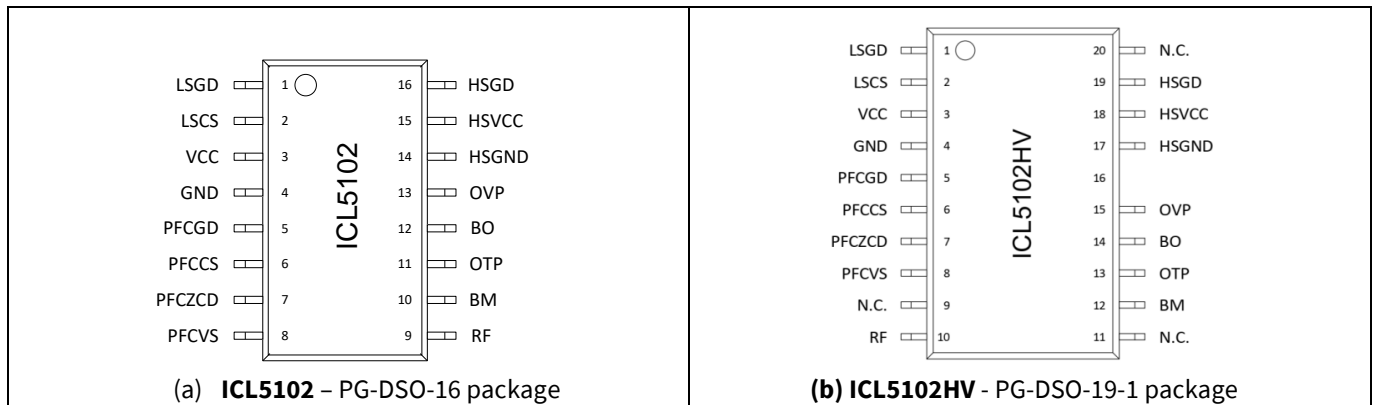 LSGD 1 16 HSGD
LSCS 2 15 HSVCC
VCC 3 14 HSGND
GND 4 13 OVP
PFCGD 5 12 BO
PFCCS 6 11 OTP
PFCZCD 7 10 BM
PFCVS 8 9 RF
ICL5102
(a) ICL5102 – PG-DSO-16 package
LSGD 1 20 N.C.
LSCS 2 19 HSGD
VCC 3 18 HSVCC
GND 4 17 HSGND
PFCGD 5 16
PFCCS 6 15 OVP
PFCZCD 7 14 BO
PFCVS 8 13 OTP
N.C. 9 12 BM
RF 10 11 N.C.
ICL5102HV
(b) ICL5102HV - PG-DSO-19-1 package